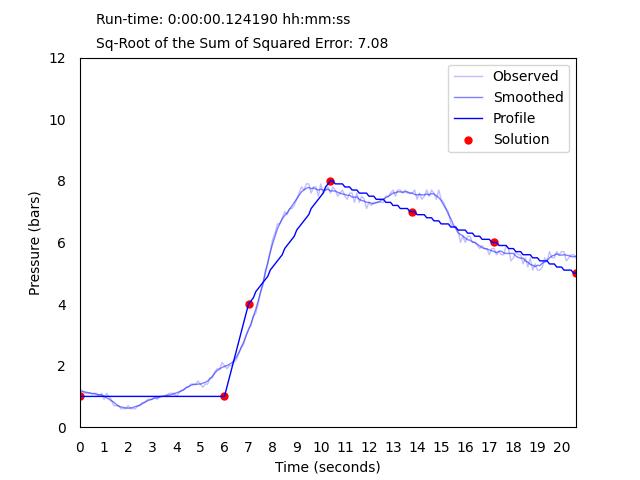 Run-time: 0:00:00.124190 hh:mm:ss
Sq-Root of the Sum of Squared Error: 7.08
12
10
8
6
4
2
0
Pressure (bars)
Observed
Smoothed
Profile
Solution
0 1 2 3 4 5 6 7 8 9 10 11 12 13 14 15 16 17 18 19 20
Time (seconds)